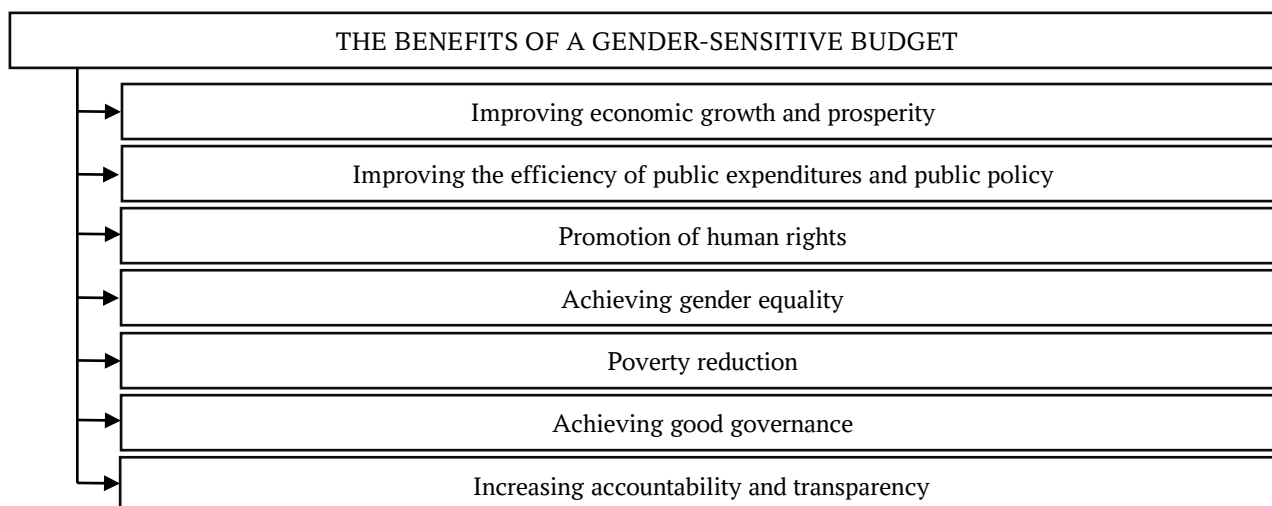 THE BENEFITS OF A GENDER-SENSITIVE BUDGET
Improving economic growth and prosperity
Improving the efficiency of public expenditures and public policy
Promotion of human rights
Achieving gender equality
Poverty reduction
Achieving good governance
Increasing accountability and transparency